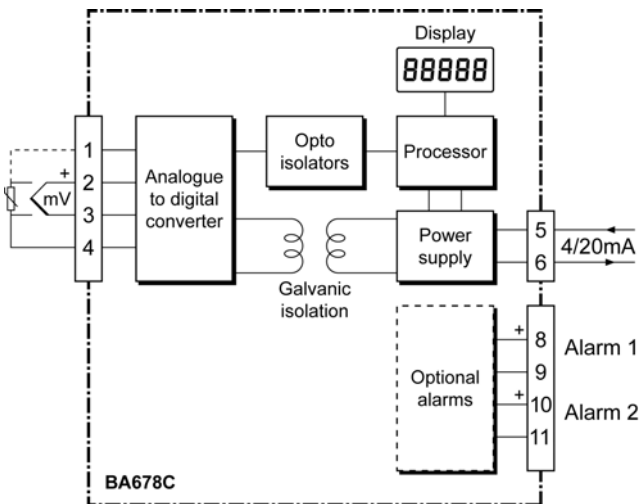 Display
88888
Opto
isolators
Processor
Analogue
to digital
converter
1
2
3
4
+
mV
Galvanic
isolation
Power
supply
5
6
4/20mA
Optional
alarms
+
8
9
+
10
11
Alarm 1
Alarm 2
BA678C